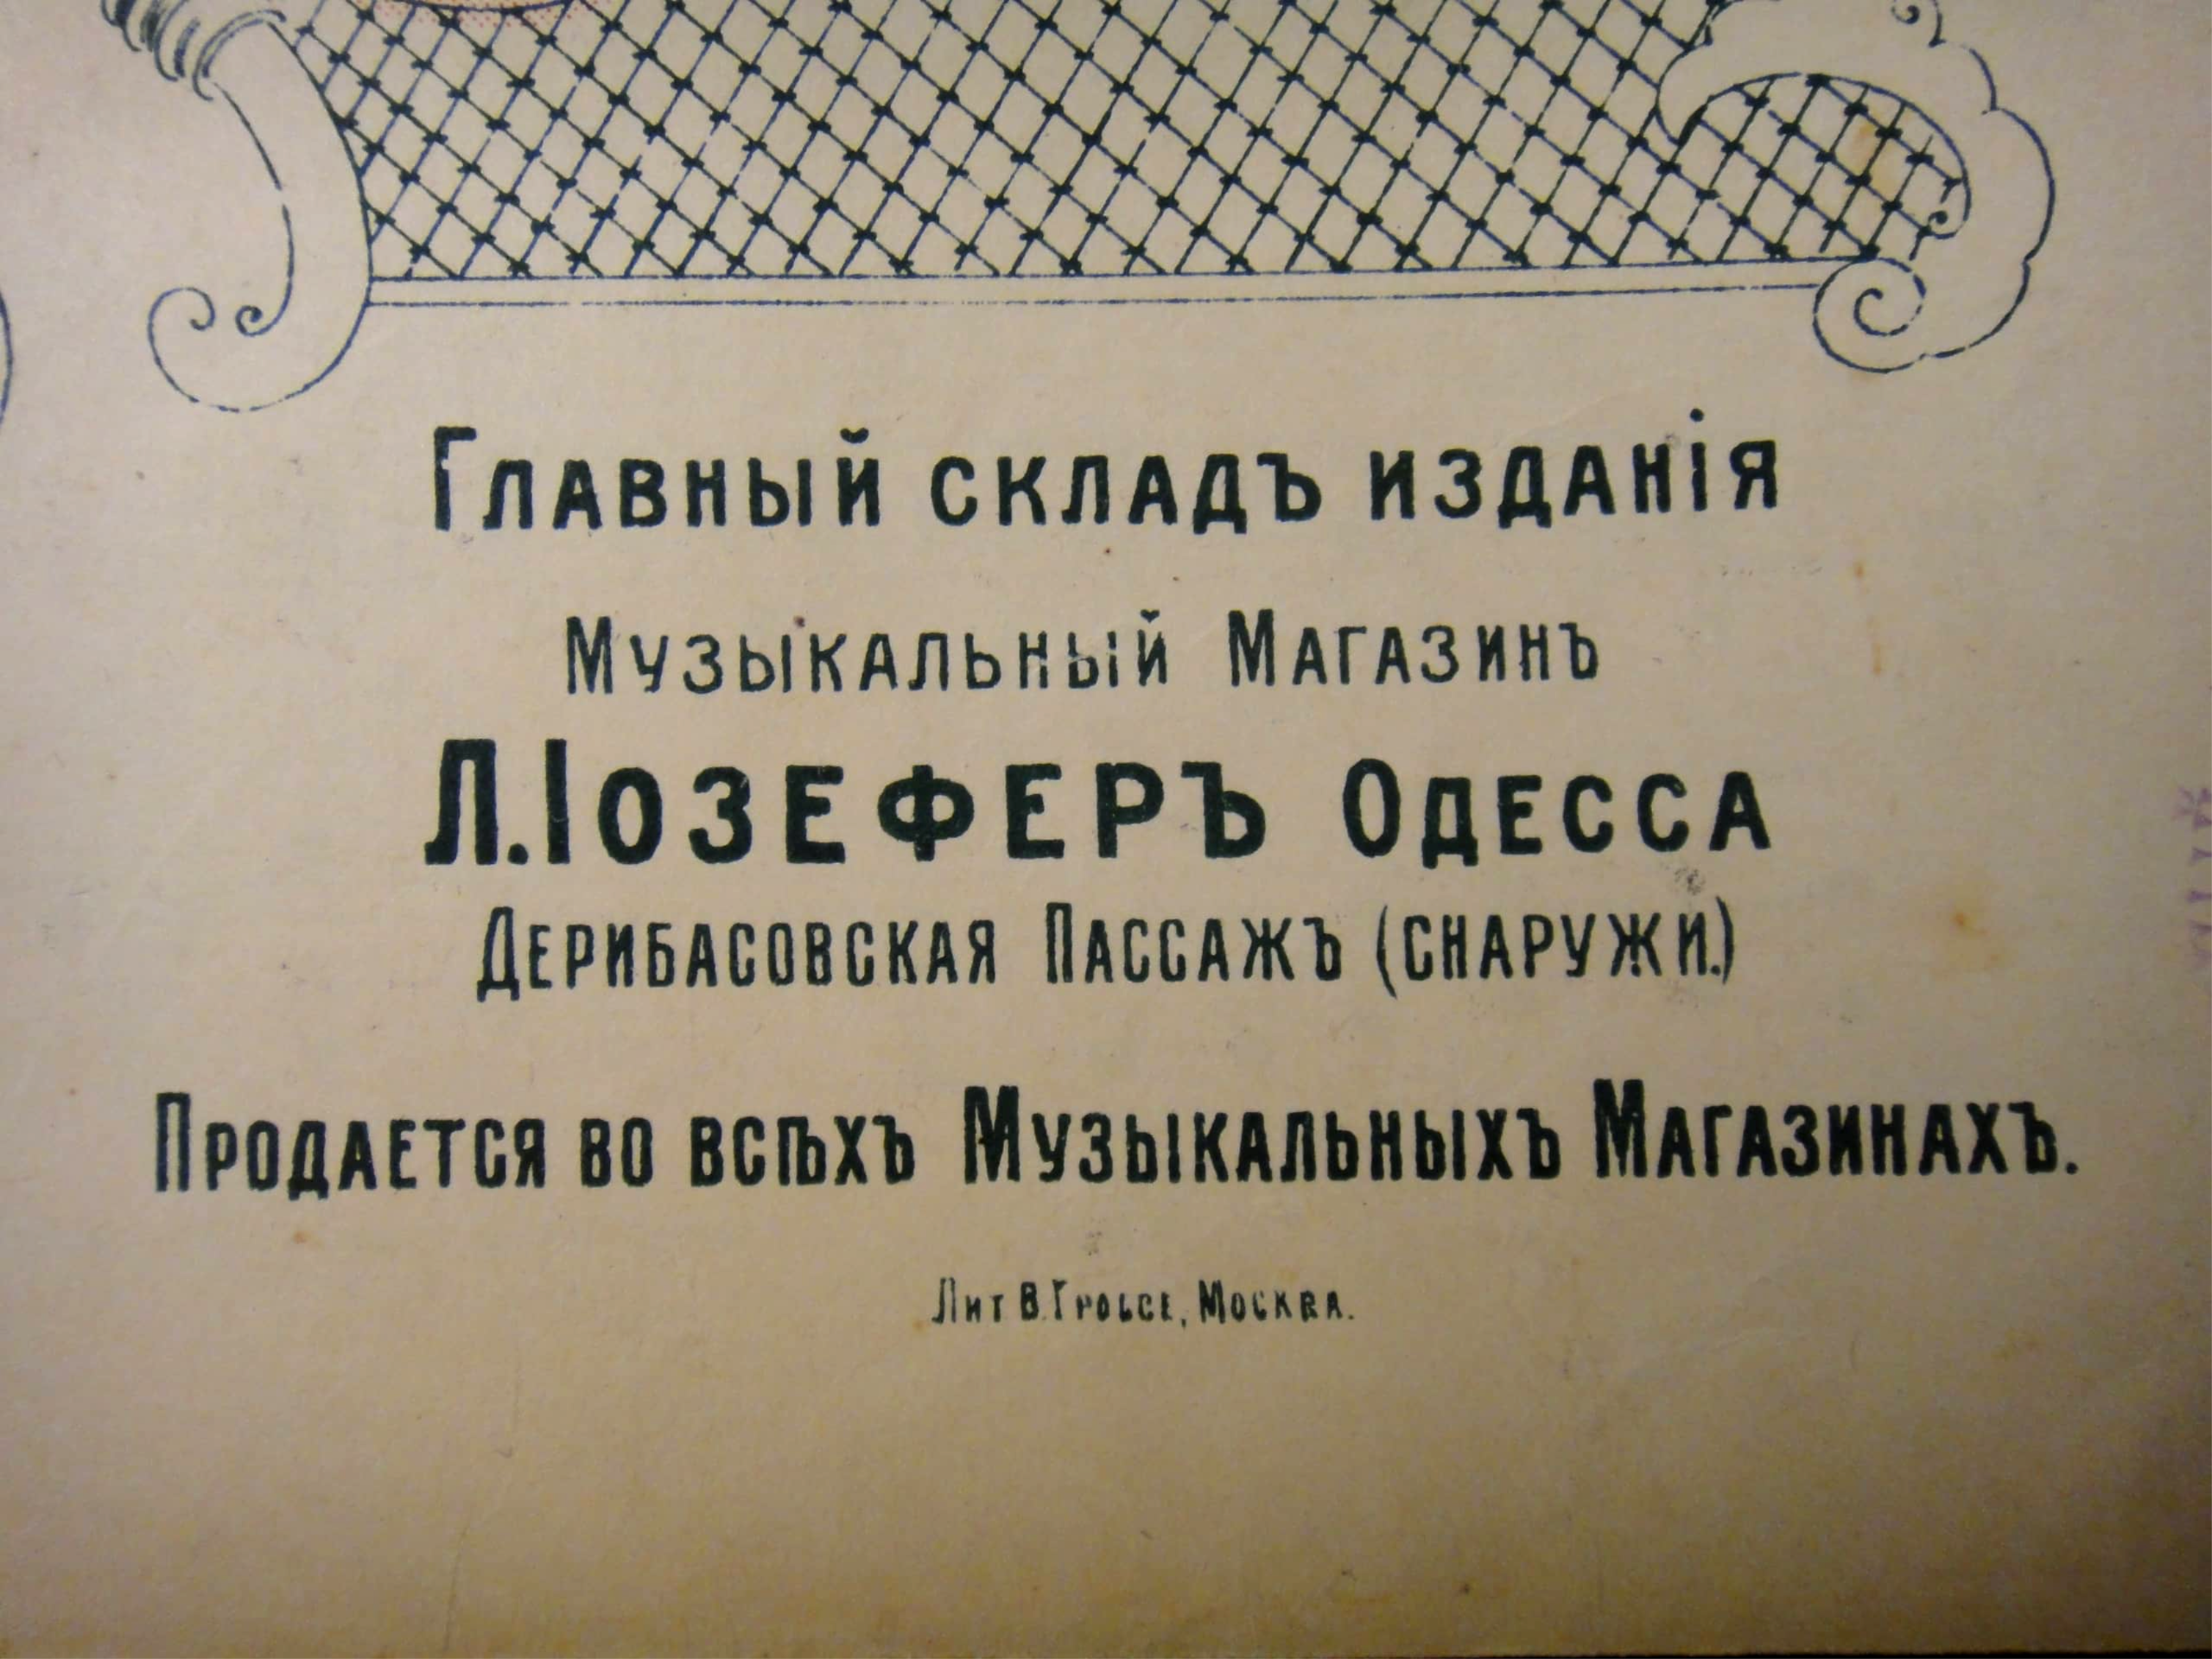 Главный складъ изданія
Музыкальный Магазинъ
Л. Іозеферъ Одесса
Дерибасовская Пассажъ (снаружи.)
Продается во всѣхъ Музыкальныхъ Магазинахъ.
Лит В. Гроссе, Москва.